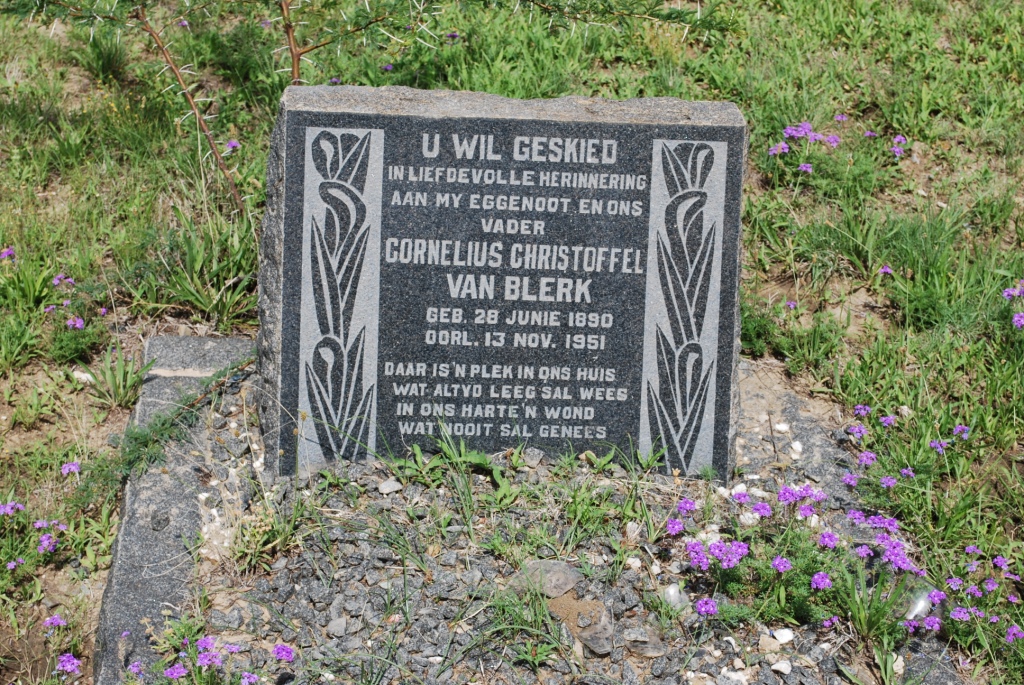 U WIL GESKIED
IN LIEFDEVOLLE HERINNERING
AAN MY EGGENOOT EN ONS
VADER
CORNELIUS CHRISTOFFEL
VAN BLERK
GEB. 28 JUNIE 1890
OORL. 13 NOV. 1951
DAAR IS 'N PLEK IN ONS HUIS
WAT ALTYD LEEG SAL WEES
IN ONS HARTE 'N WOND
WAT NOOIT SAL GENEES